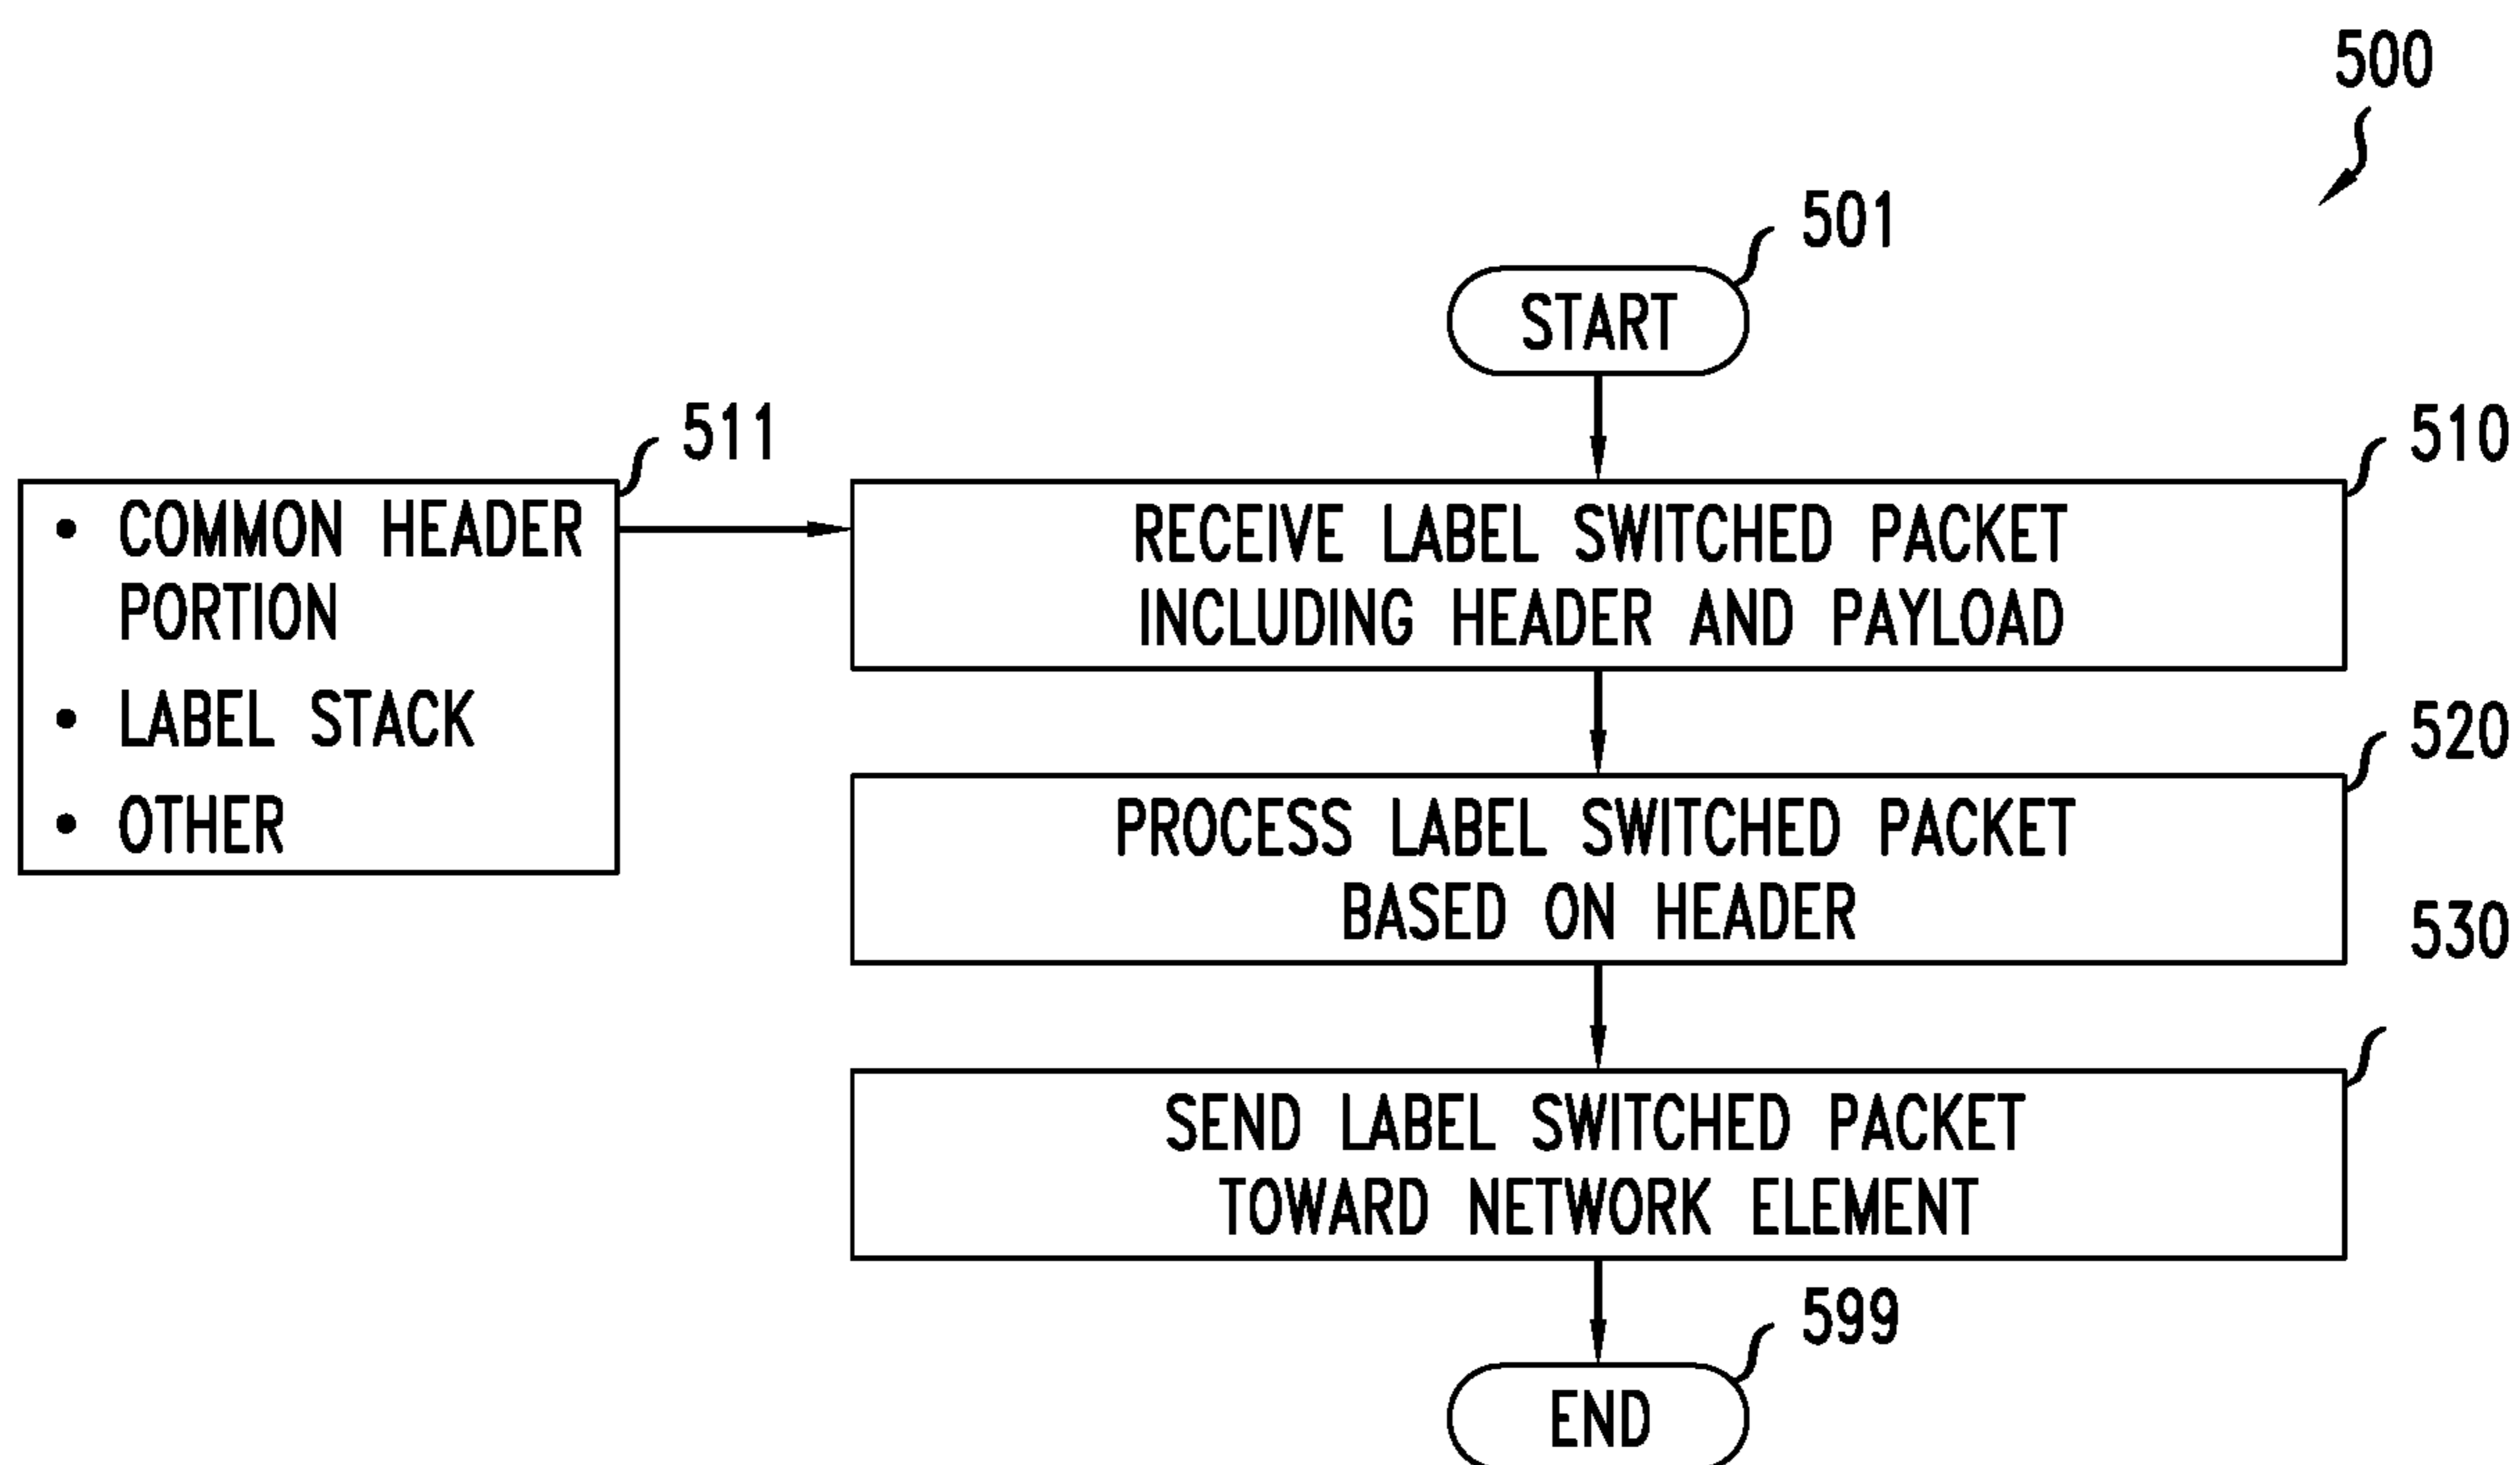 500
501
START
511
510
• COMMON HEADER
PORTION
• LABEL STACK
• OTHER
RECEIVE LABEL SWITCHED PACKET
INCLUDING HEADER AND PAYLOAD
520
PROCESS LABEL SWITCHED PACKET
BASED ON HEADER
530
SEND LABEL SWITCHED PACKET
TOWARD NETWORK ELEMENT
599
END